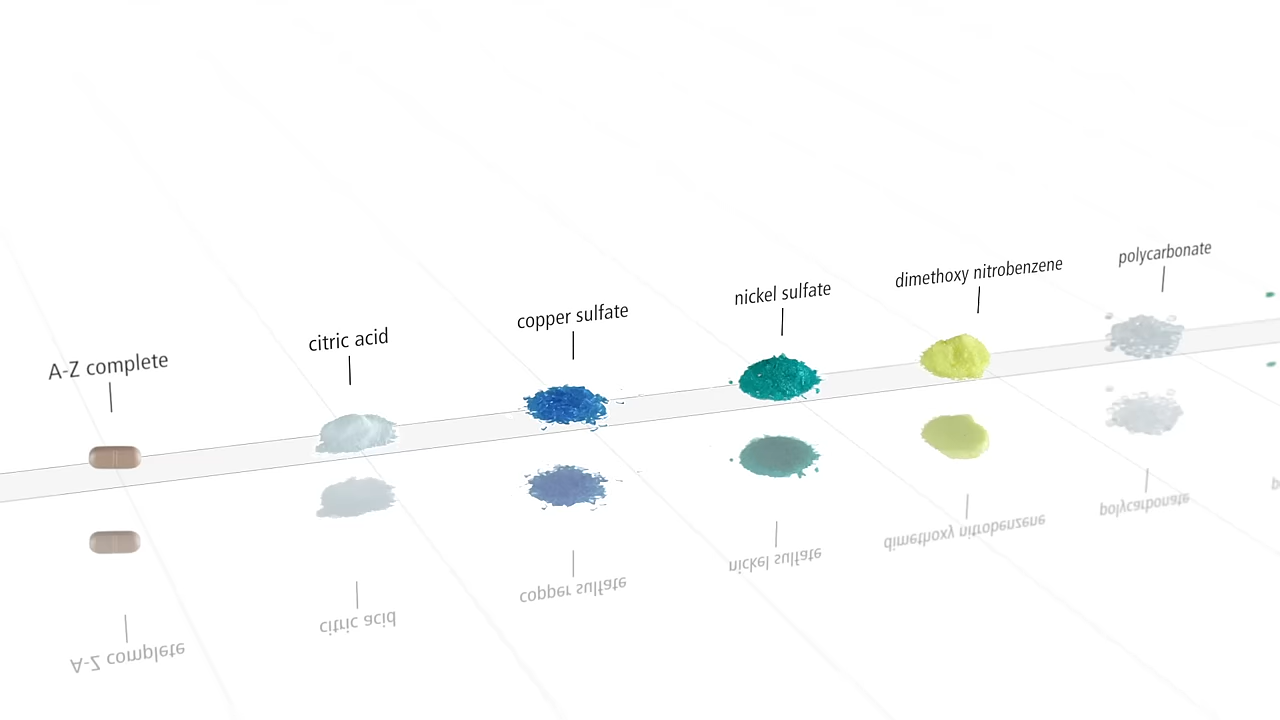 A-Z complete
citric acid
copper sulfate
nickel sulfate
dimethoxy nitrobenzene
polycarbonate
A-Z complete
citric acid
copper sulfate
nickel sulfate
dimethoxy nitrobenzene
polycarbonate